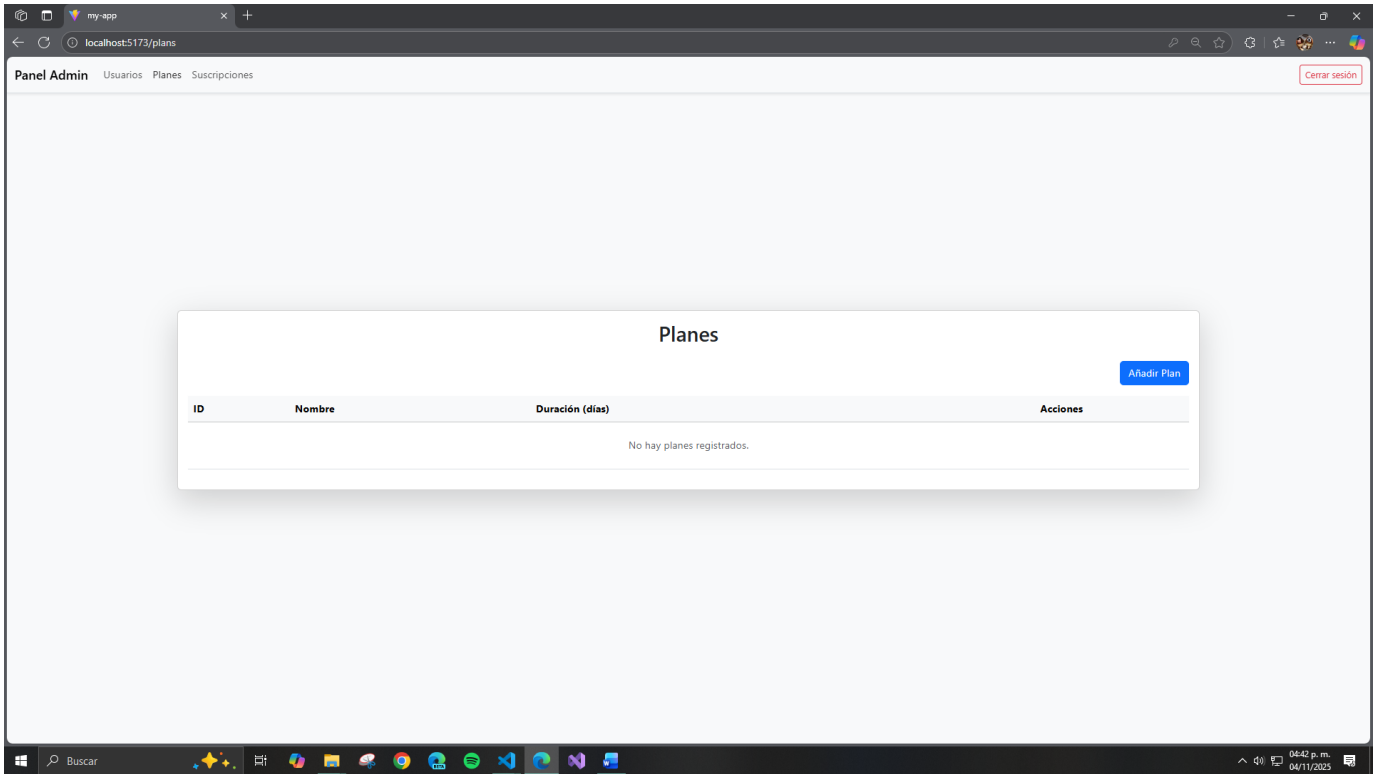 my-app
localhost:5173/plans
Panel Admin Usuarios Planes Suscripciones Cerrar sesión
Planes
Añadir Plan
ID Nombre Duración (días) Acciones
No hay planes registrados.
Buscar
04:42 p. m.
04/11/2025